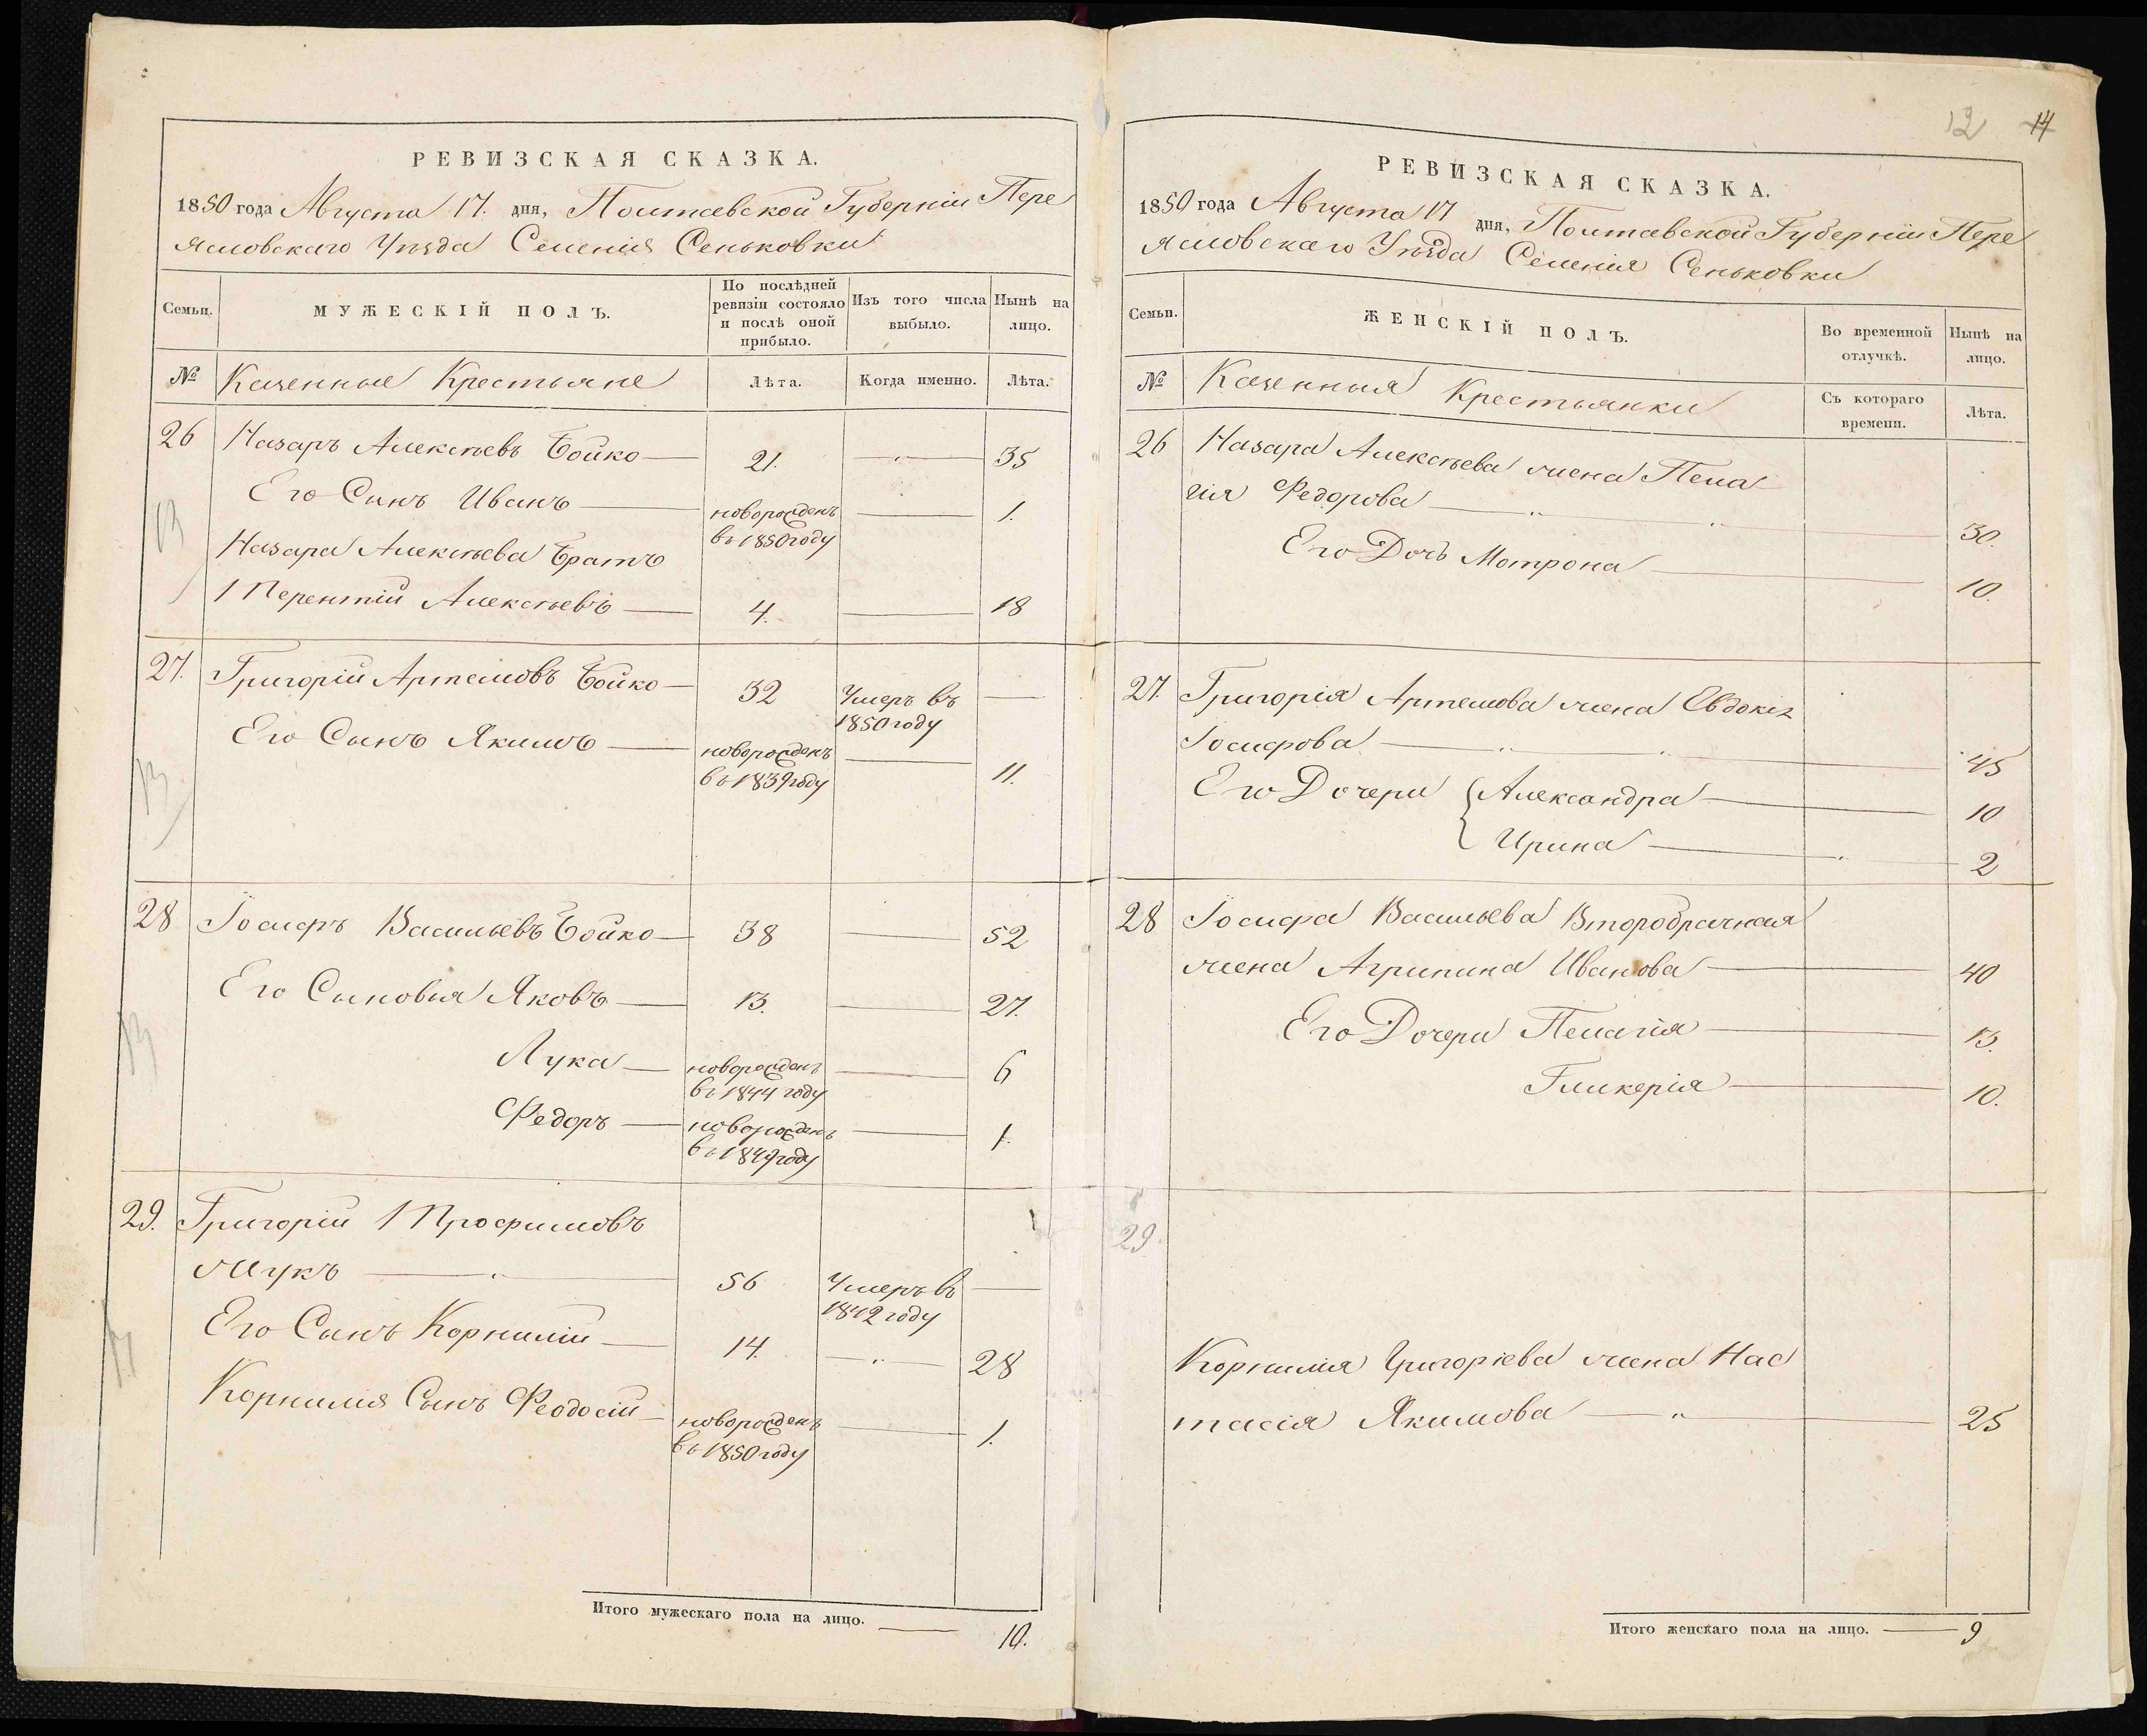 РЕВИЗСКАЯ СКАЗКА.
1850 года Августа 17. дня, Полтавской Губерніи Пере
яславскаго Уѣзда Селенія Сеньковки
Семьи.
МУЖЕСКІЙ ПОЛЪ.
По послѣдней
ревизіи состояло
и послѣ оной
прибыло.
Изъ того числа
выбыло.
Нынѣ на
лицо.
№ Казенные Крестьяне Лѣта. Когда именно. Лѣта.
26 Назаръ Алексѣевъ Бойко — 21. — 35
Его Сынъ Иванъ — новорожденъ — 1.
въ 1850 году
Назара Алексѣева Братъ
Терентій Алексѣевъ — 4. — 18
27. Григорій Артемовъ Бойко — 32 Умеръ въ —
1850 году
Его Сынъ Якимъ — новорожденъ — 11.
въ 1839 году
28 Іосифъ Васильевъ Бойко — 38 — 52
Его Сыновья Яковъ — 13. — 27.
Лука — новорожденъ — 6
въ 1844 году
Федоръ — новорожденъ — 1.
въ 1849 году
29. Григорій Трофимовъ
Жукъ — 56 Умеръ въ —
1842 году
Его Сынъ Корнилій — 14. — 28
Корнилія Сынъ Феодосій — новорожденъ — 1.
въ 1850 году
Итого мужескаго пола на лицо. — 10.
12 14
РЕВИЗСКАЯ СКАЗКА.
1850 года Августа 17 дня, Полтавской Губерніи Пере
яславскаго Уѣзда Селенія Сеньковки
Семьи.
ЖЕНСКІЙ ПОЛЪ.
Во временной
отлучкѣ.
Нынѣ на
лицо.
№ Казенныя Крестьянки
Съ котораго
времени.
Лѣта.
26 Назара Алексѣева жена Пела
гія Федорова — 30.
Его Дочь Мотрона — 10.
27. Григорія Артемова жена Евдокія
Іосифова — 45
Его Дочери { Александра — 10
Ирина — 2
28 Іосифа Васильева Второбрачная
жена Агрипина Иванова — 40
Его Дочери Пелагія — 13.
Гликерія — 10.
29.
Корнилія Григоріева жена Нас
тасія Якимова — 25
Итого женскаго пола на лицо. — 9